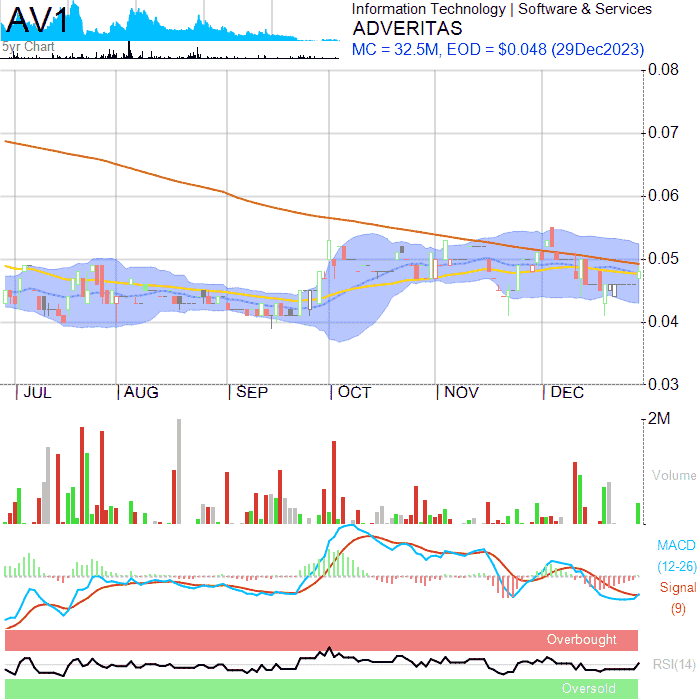 AV1
5yr Chart
Information Technology | Software & Services
ADVERITAS
MC = 32.5M, EOD = $0.048 (29Dec2023)
0.08
0.07
0.06
0.05
0.04
0.03
JUL AUG SEP OCT NOV DEC
2M
Volume
MACD
(12-26)
Signal
(9)
Overbought
RSI(14)
Oversold